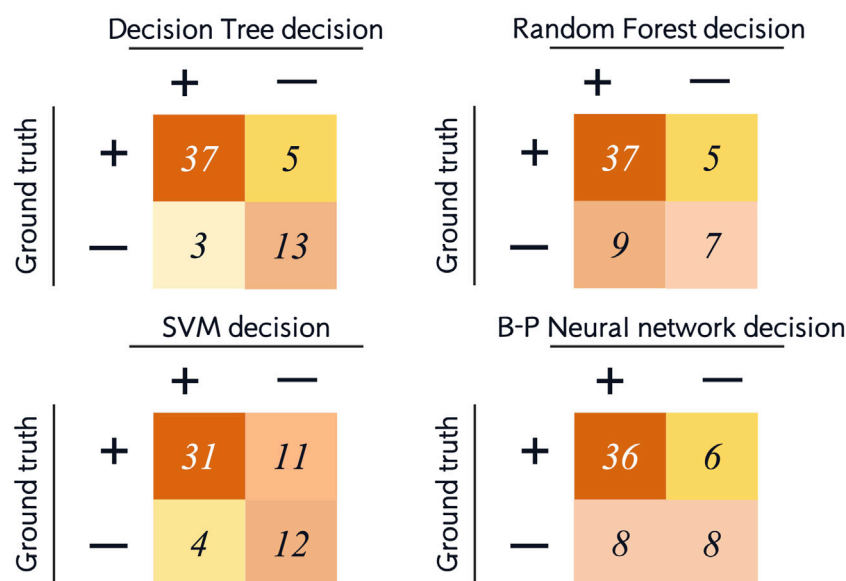 Decision Tree decision
+ —
Ground truth
+ 37 5
— 3 13
Random Forest decision
+ —
Ground truth
+ 37 5
— 9 7
SVM decision
+ —
Ground truth
+ 31 11
— 4 12
B-P Neural network decision
+ —
Ground truth
+ 36 6
— 8 8